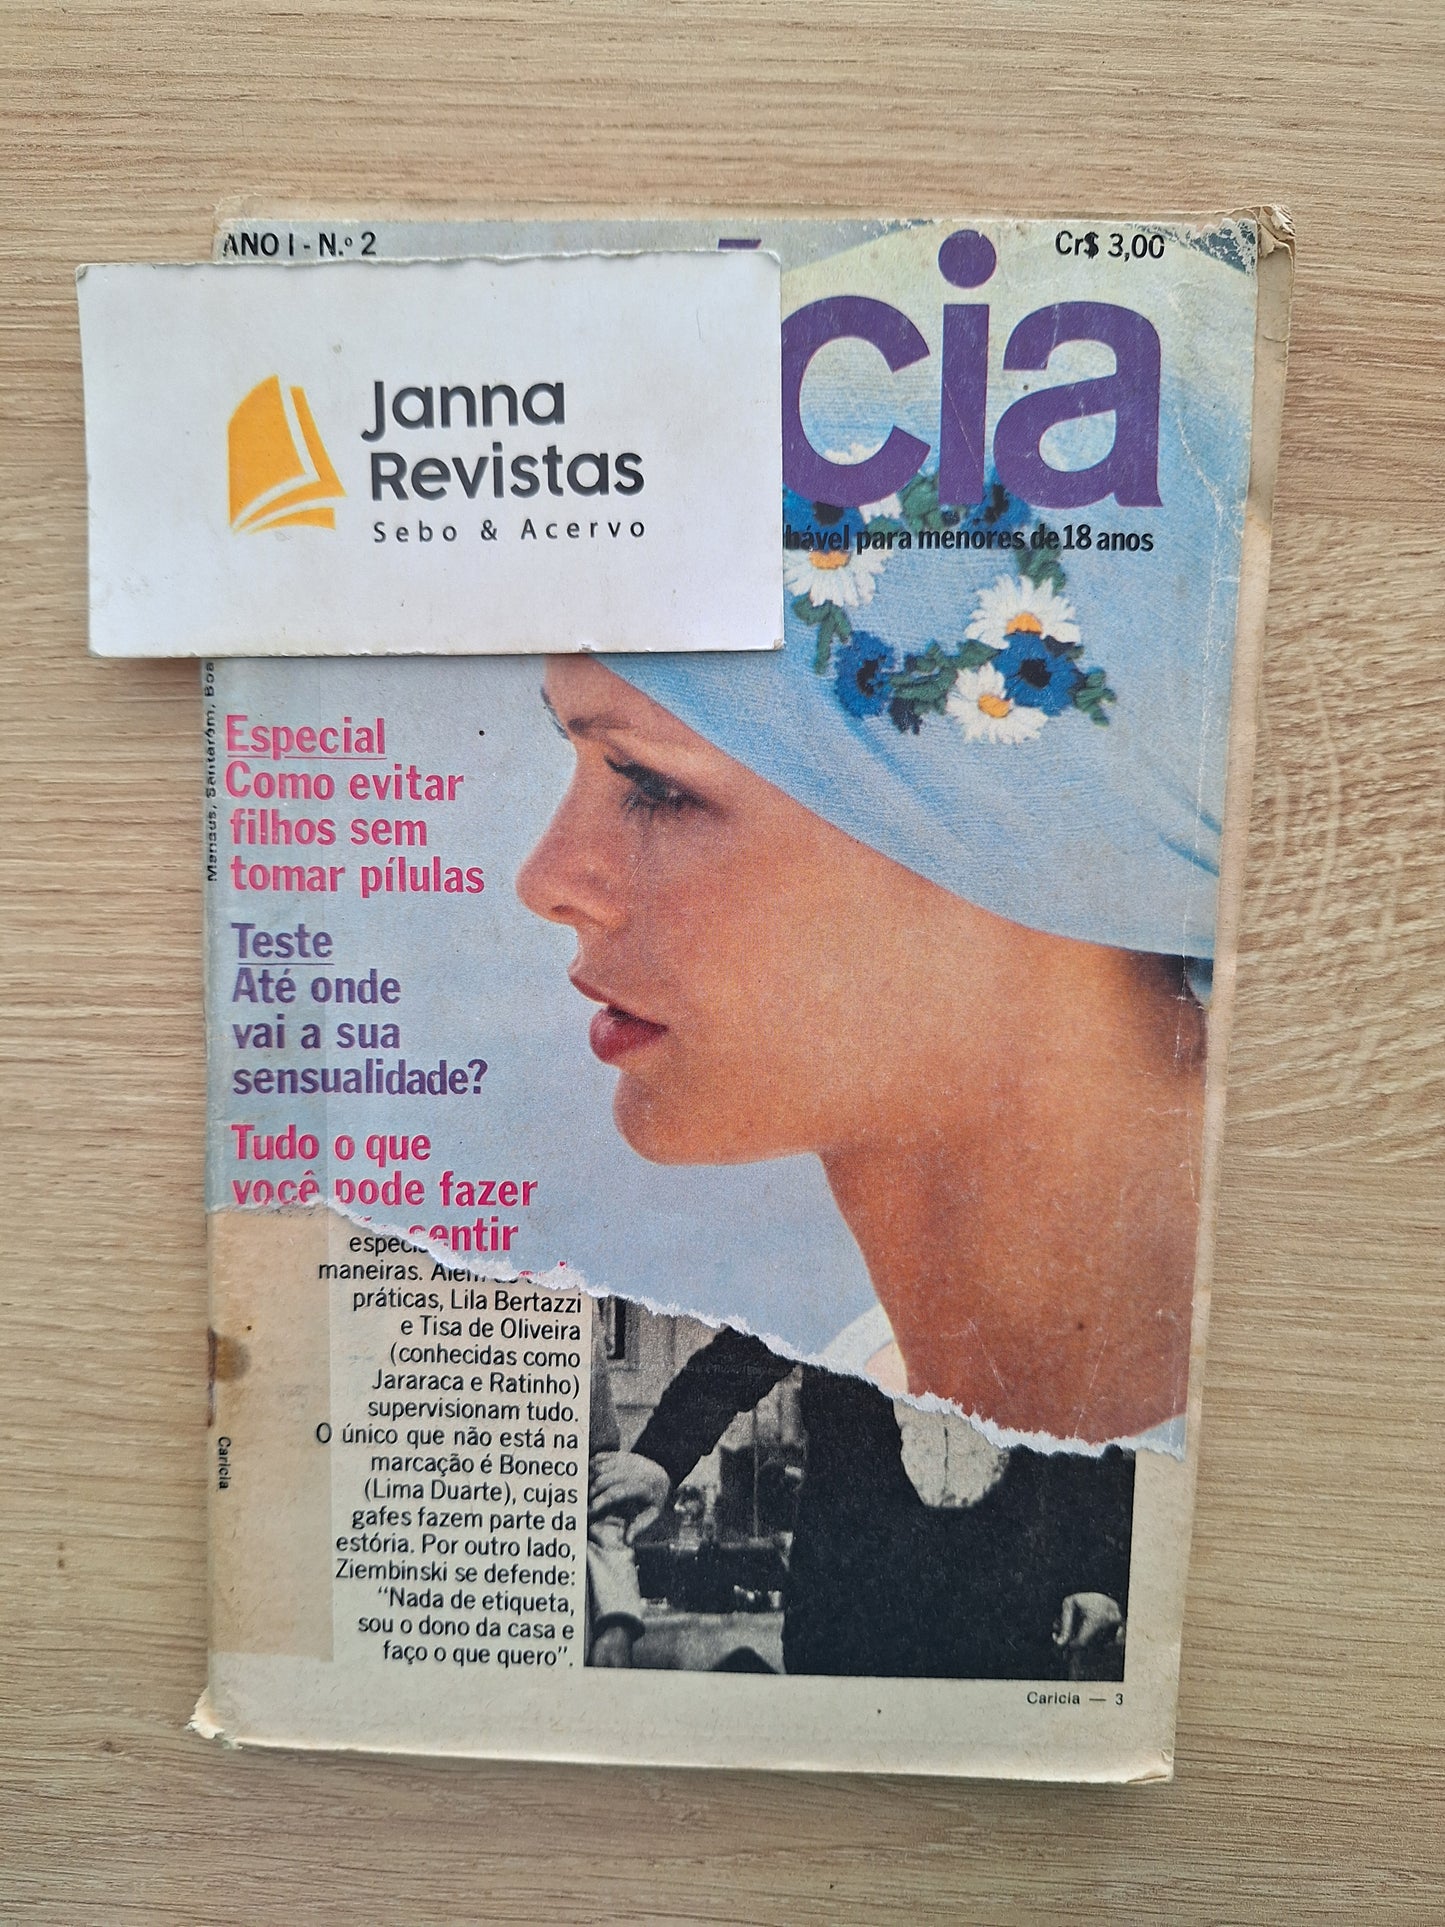 ANO I - N.º 2
Cr$ 3,00
cia
Janna
Revistas
Sebo & Acervo
para menores de 18 anos
Manaus, Santarém, Boa
Especial
Como evitar
filhos sem
tomar pílulas
Teste
Até onde
vai a sua
sensualidade?
Tudo o que
você pode fazer
sentir
maneiras.
práticas, Lila Bertazzi
e Tisa de Oliveira
(conhecidas como
Jararaca e Ratinho)
supervisionam tudo.
O único que não está na
marcação é Boneco
(Lima Duarte), cujas
gafes fazem parte da
estória. Por outro lado,
Ziembinski se defende:
"Nada de etiqueta,
sou o dono da casa e
faço o que quero".
Carícia
Carícia — 3